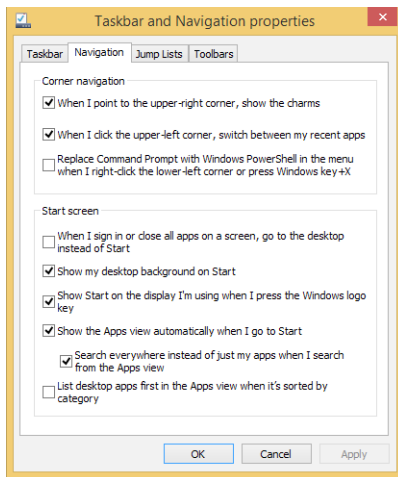 Taskbar and Navigation properties
Taskbar Navigation Jump Lists Toolbars
Corner navigation
When I point to the upper-right corner, show the charms
When I click the upper-left corner, switch between my recent apps
Replace Command Prompt with Windows PowerShell in the menu
when I right-click the lower-left corner or press Windows key+X
Start screen
When I sign in or close all apps on a screen, go to the desktop
instead of Start
Show my desktop background on Start
Show Start on the display I'm using when I press the Windows logo
key
Show the Apps view automatically when I go to Start
Search everywhere instead of just my apps when I search
from the Apps view
List desktop apps first in the Apps view when it's sorted by
category
OK Cancel Apply